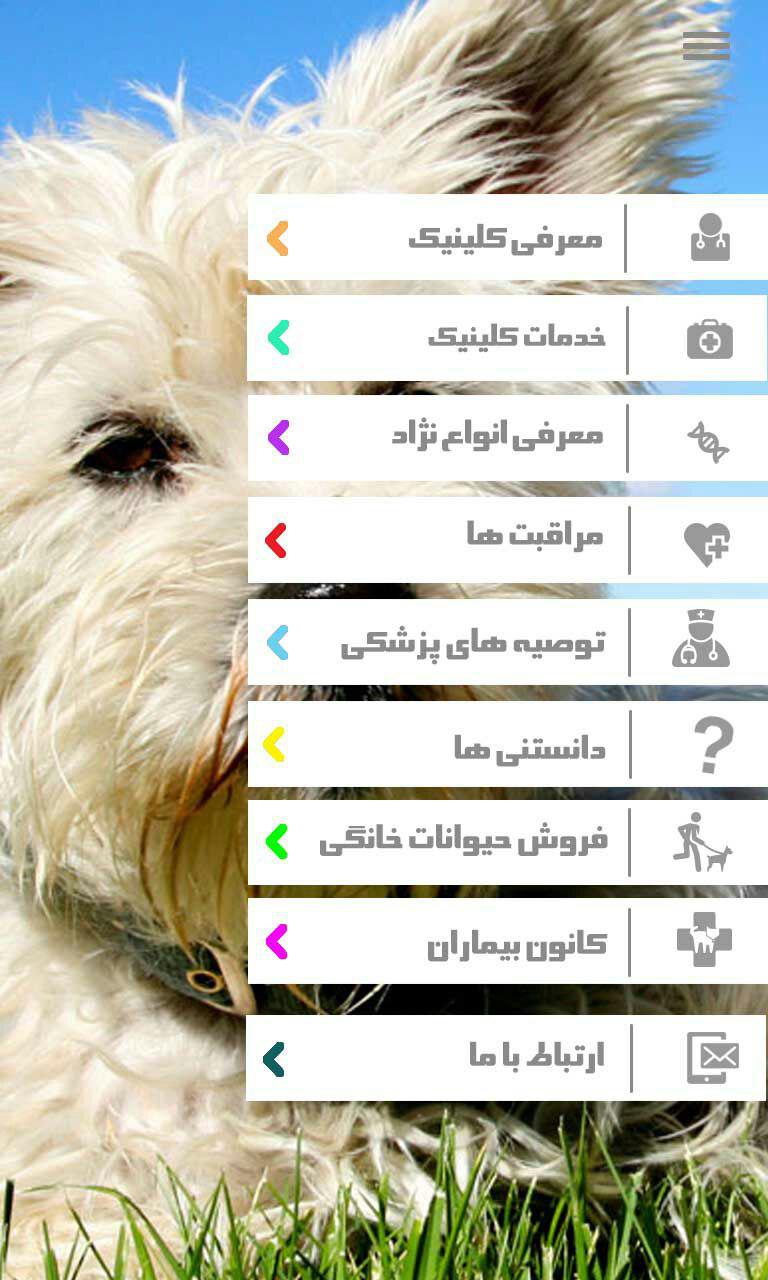 معرفی کلینیک
خدمات کلینیک
معرفی انواع نژاد
مراقبت ها
توصیه های پزشکی
دانستنی ها
?
فروش حیوانات خانگی
کانون بیماران
ارتباط با ما